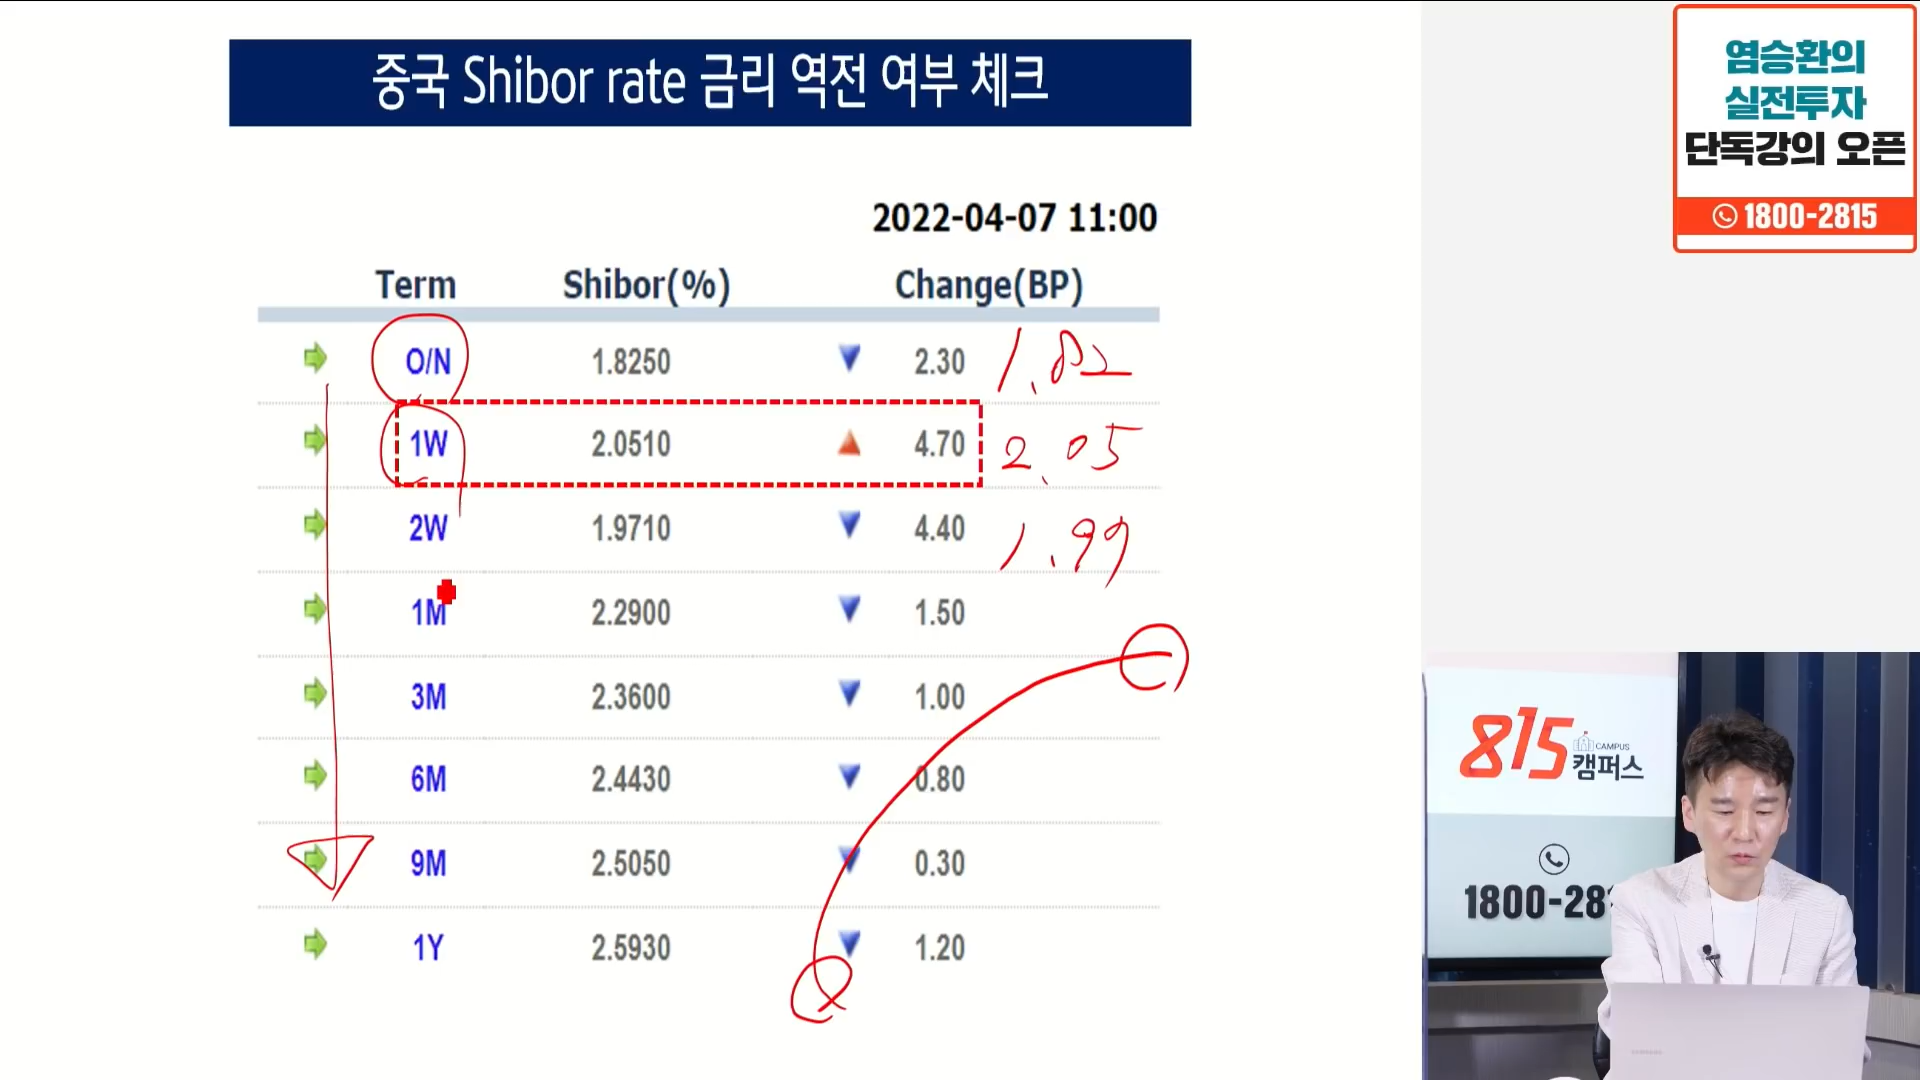 중국 Shibor rate 금리 역전 여부 체크
2022-04-07 11:00
Term Shibor(%) Change(BP)
O/N 1.8250 2.30 1.82
1W 2.0510 4.70 2.05
2W 1.9710 4.40 1.99
1M 2.2900 1.50
3M 2.3600 1.00
6M 2.4430 0.80
9M 2.5050 0.30
1Y 2.5930 1.20
염승환의
실전투자
단독강의 오픈
1800-2815
815 CAMPUS
캠퍼스
1800-28